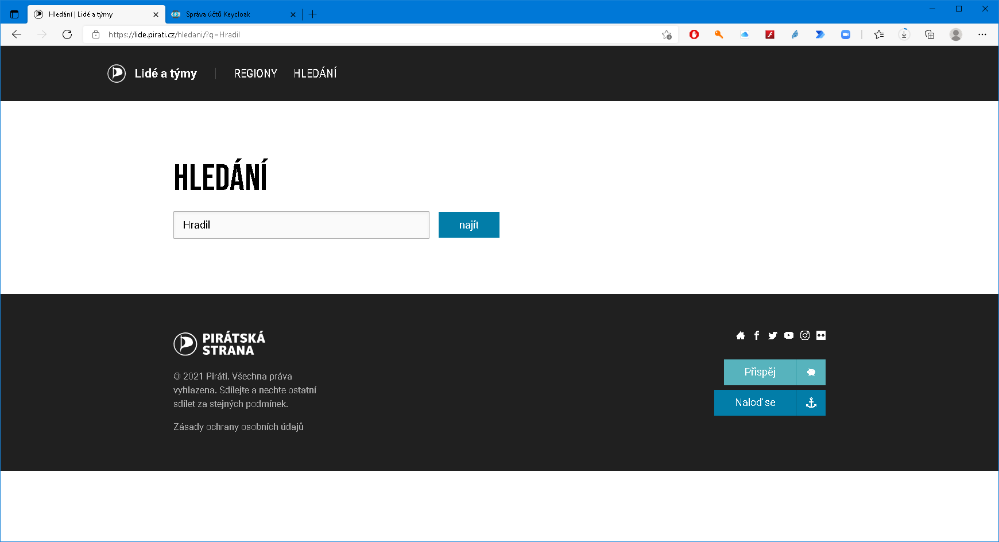 Hledání | Lidé a týmy
Správa účtů Keycloak
https://lide.pirati.cz/hledani/?q=Hradil
Lidé a týmy
REGIONY
HLEDÁNÍ
HLEDÁNÍ
Hradil
najít
PIRÁTSKÁ
STRANA
© 2021 Piráti. Všechna práva
vyhlazena. Sdílejte a nechte ostatní
sdílet za stejných podmínek.
Zásady ochrany osobních údajů
Přispěj
Naloď se